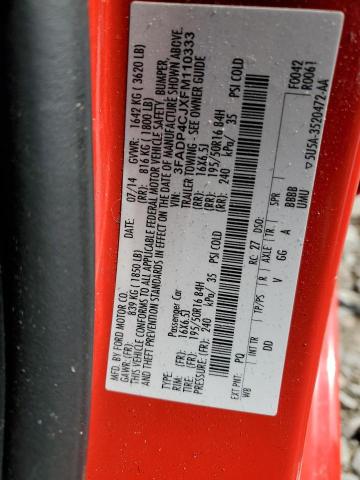 MFD. BY FORD MOTOR CO. 07/14 GVWR: 1642 KG ( 3620 LB)
GAWR: (FR) 839 KG (1850 LB) (RR) 816 KG (1800 LB)
THIS VEHICLE CONFORMS TO ALL APPLICABLE FEDERAL MOTOR VEHICLE SAFETY, BUMPER,
AND THEFT PREVENTION STANDARDS IN EFFECT ON THE DATE OF MANUFACTURE SHOWN ABOVE.
VIN: 3FADP4CJXFM110333
TYPE: Passenger Car TRAILER TOWING - SEE OWNER GUIDE
RIM: (FR) 16X6.5J (RR) 16X6.5J
TIRE: (FR) 195/50R16 84H (RR) 195/50R16 84H
PRESSURE: (FR) 240 kPa/ 35 PSI COLD (RR) 240 kPa/ 35 PSI COLD
EXT PNT: PQ RC: 27 DSO: F0042
R0061
WB INT TR TP/PS R AXLE TR SPR
DD V GG A BBBB
UMU
5U5A-3520472-AA